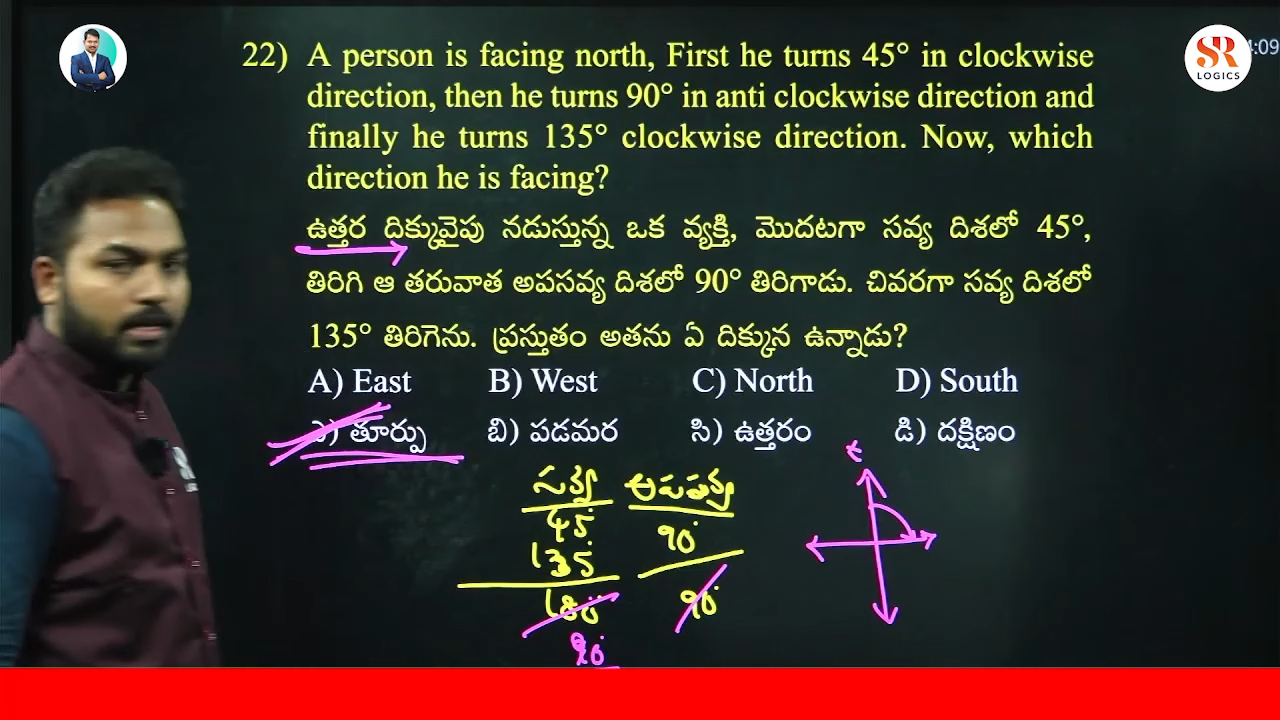 SR
LOGICS
4:09
22) A person is facing north, First he turns 45° in clockwise
direction, then he turns 90° in anti clockwise direction and
finally he turns 135° clockwise direction. Now, which
direction he is facing?
ఉత్తర దిక్కువైపు నడుస్తున్న ఒక వ్యక్తి, మొదటగా సవ్య దిశలో 45°,
తిరిగి ఆ తరువాత అపసవ్య దిశలో 90° తిరిగాడు. చివరగా సవ్య దిశలో
135° తిరిగెను. ప్రస్తుతం అతను ఏ దిక్కున ఉన్నాడు?
A) East B) West C) North D) South
ఎ) తూర్పు బి) పడమర సి) ఉత్తరం డి) దక్షిణం
సవ్య అపసవ్య
45° 90°
135°
180° 90°
90°